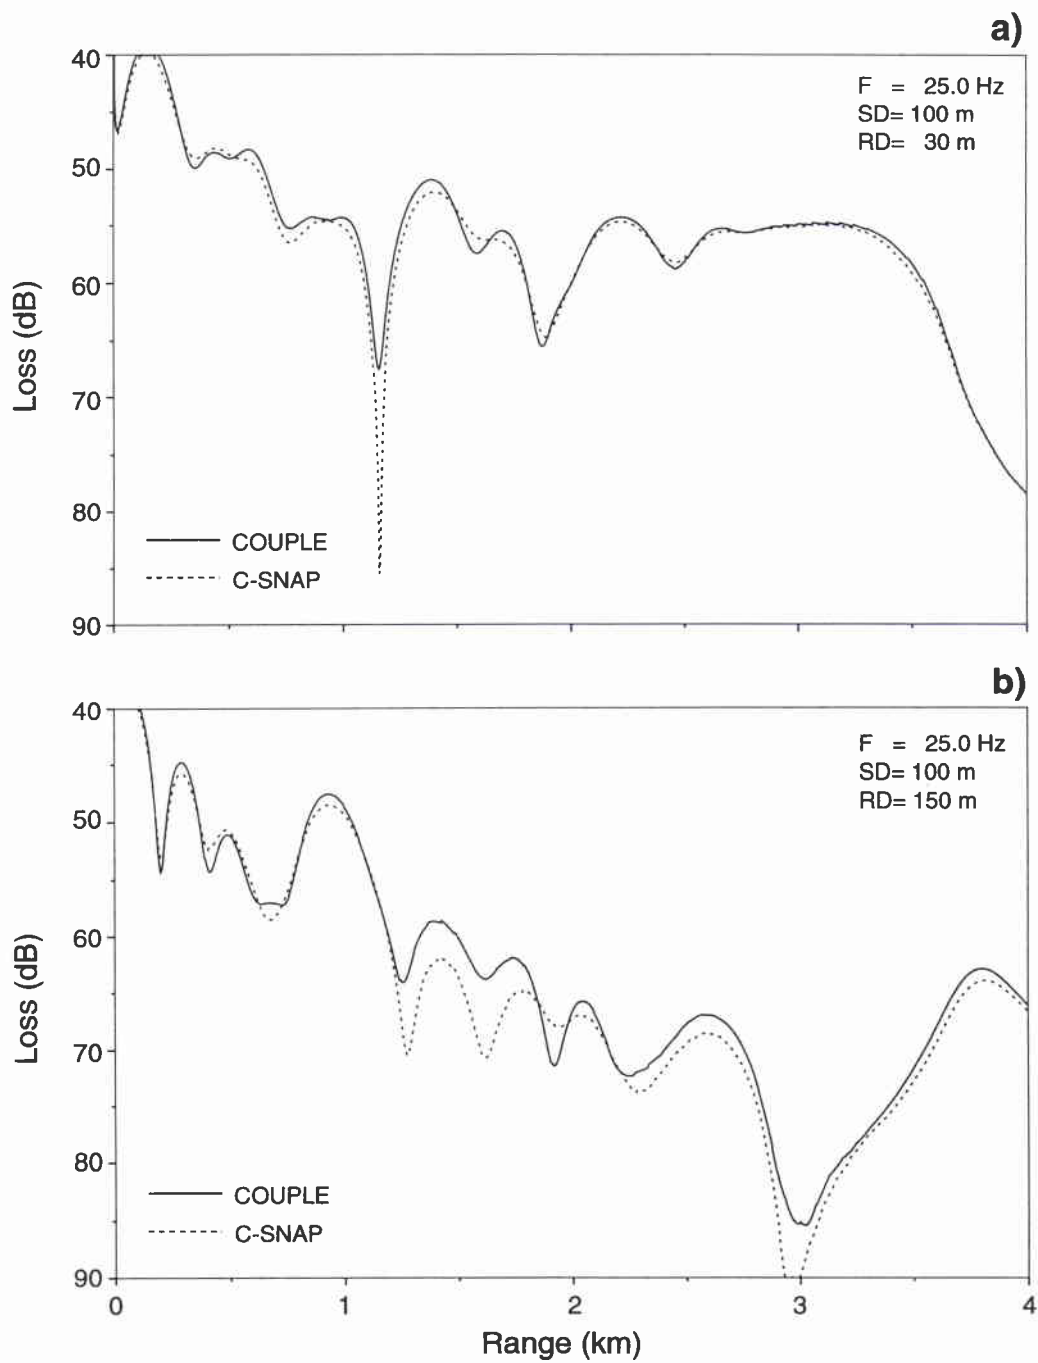 a)
40
50
60
70
80
90
Loss (dB)
F = 25.0 Hz
SD= 100 m
RD= 30 m
COUPLE
C-SNAP
b)
40
50
60
70
80
90
Loss (dB)
F = 25.0 Hz
SD= 100 m
RD= 150 m
COUPLE
C-SNAP
0 1 2 3 4
Range (km)